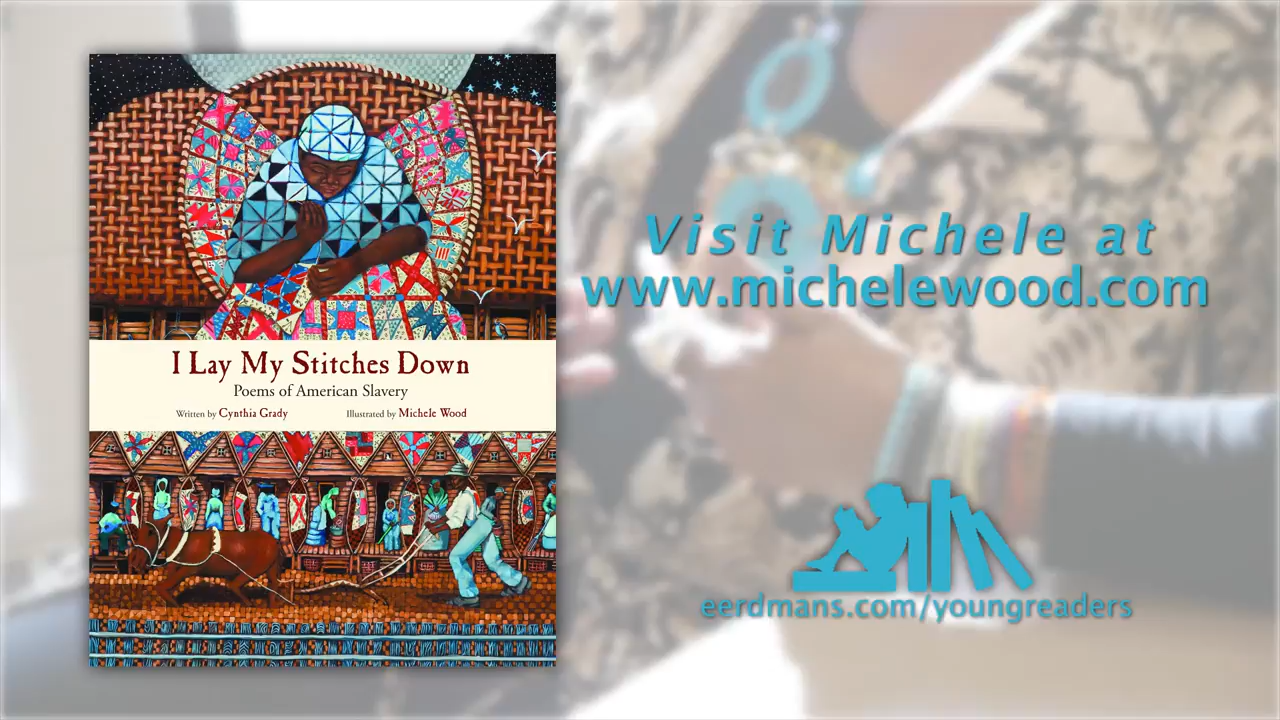 I Lay My Stitches Down
Poems of American Slavery
Written by Cynthia Grady Illustrated by Michele Wood
Visit Michele at
www.michelewood.com
eerdmans.com/youngreaders